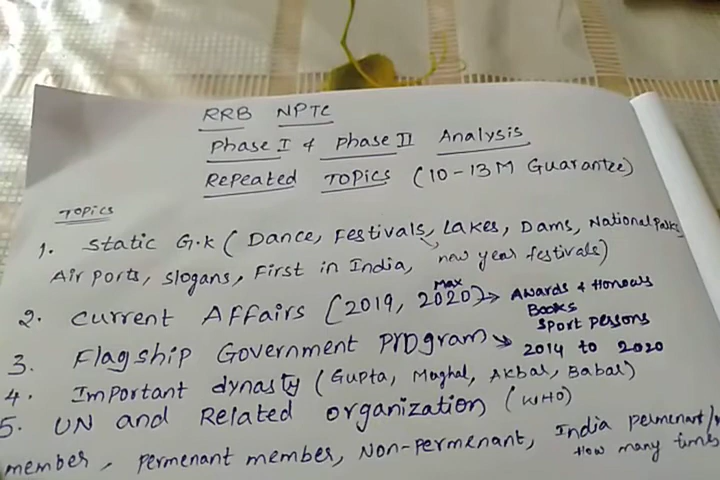 RRB NPTC
Phase I & Phase II Analysis
Repeated TOPICS (10-13M Guarantee)
TOPICS
1. Static G.K ( Dance, Festivals, Lakes, Dams, National Parks,
Air ports, slogans, First in India, new year festivals)
2. Current Affairs (2019, 2020) Max → Awards & Honours
Books
Sport persons
3. Flagship Government program → 2014 to 2020
4. Important dynasty (Gupta, Mughal, Akbar, Babar)
5. UN and Related organization (WHO)
member, permenant member, Non-permenant, India
How many times